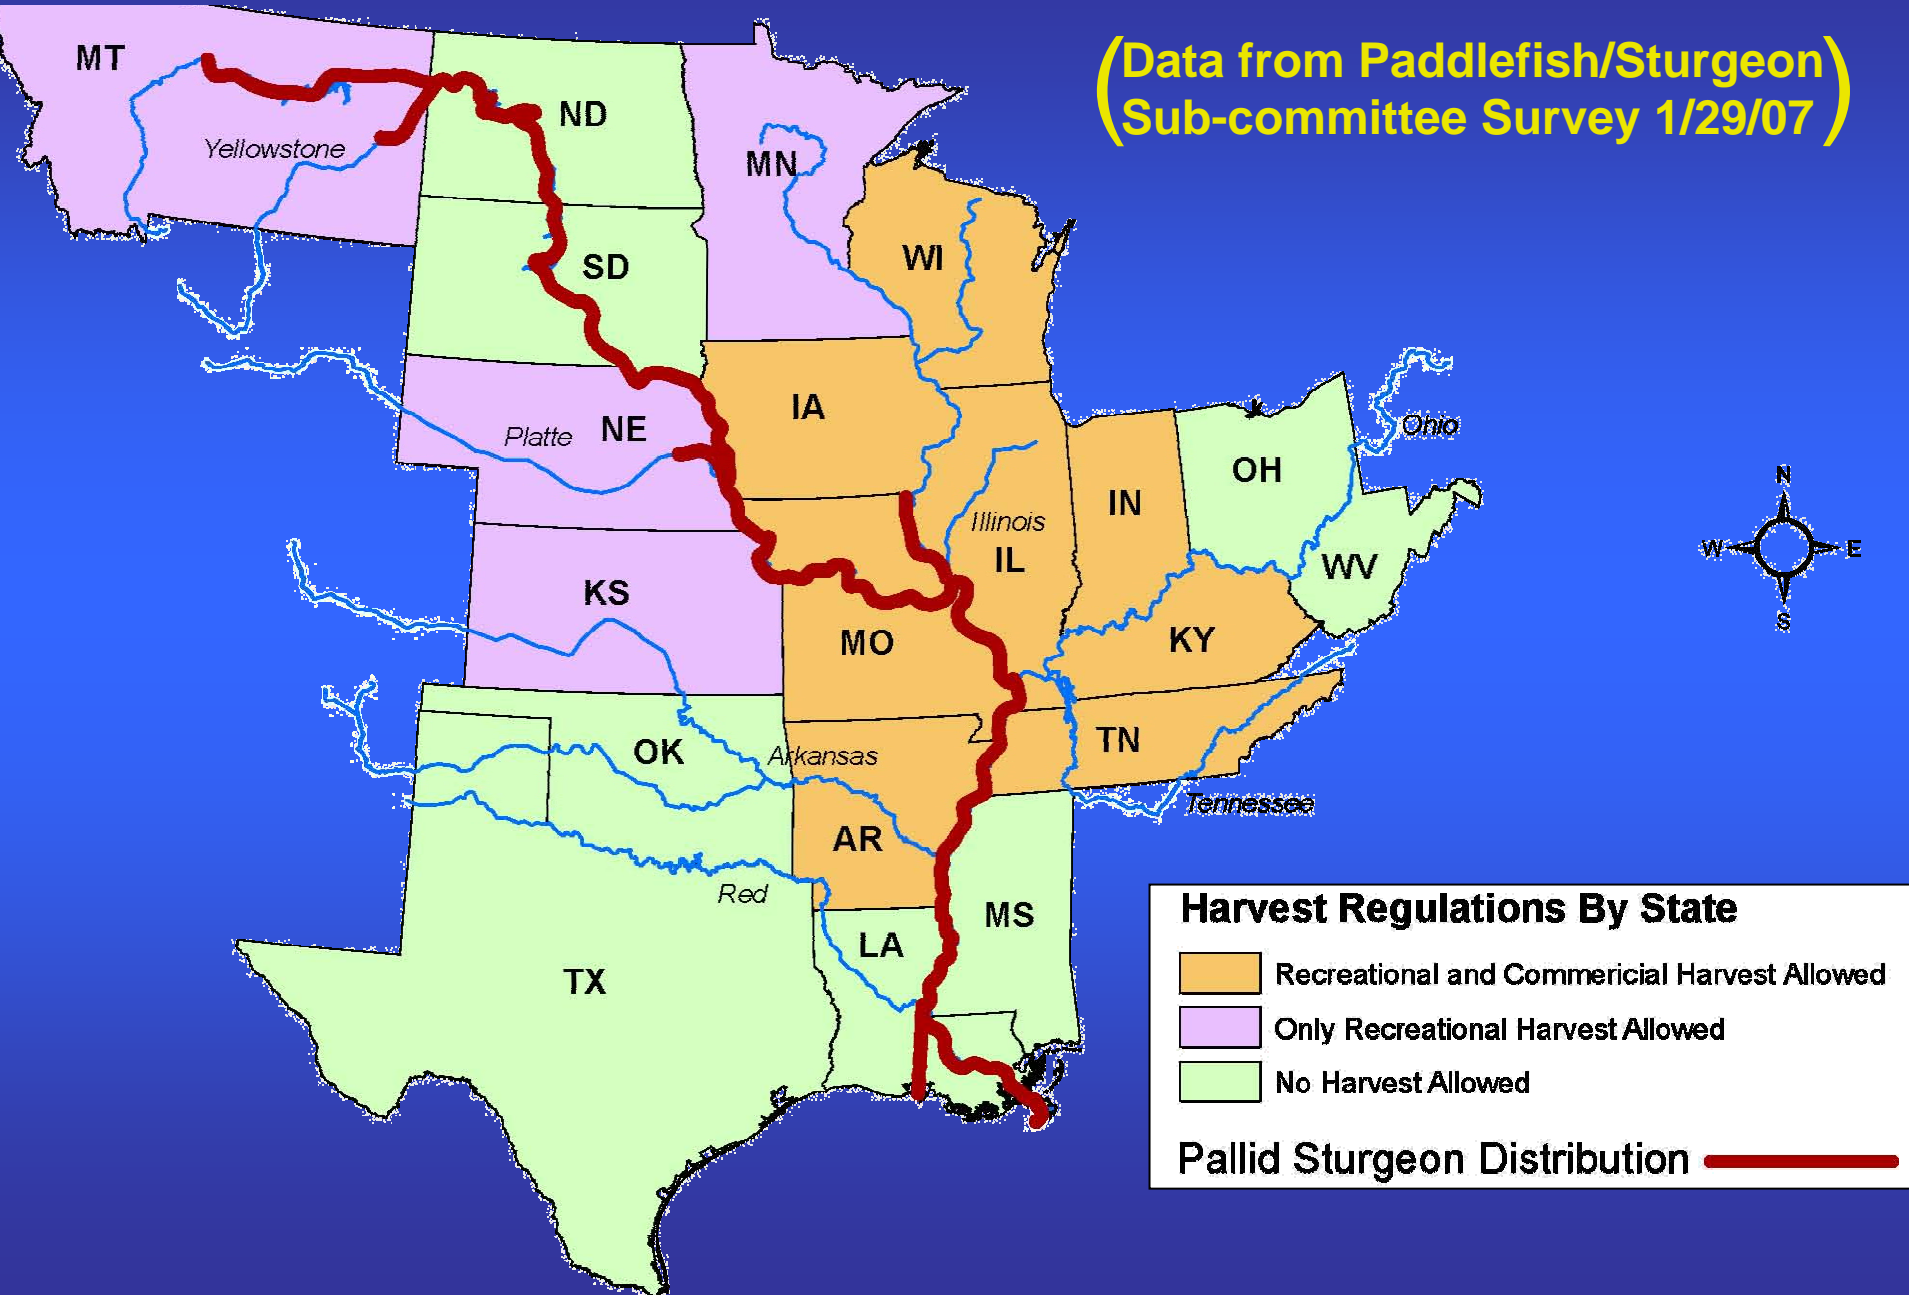 (Data from Paddlefish/Sturgeon
Sub-committee Survey 1/29/07)
MT
ND
MN
Yellowstone
WI
SD
IA
NE
Platte
Ohio
OH
IN
Illinois
IL
WV
KS
MO
KY
N
W E
S
OK
Arkansas
TN
Tennessee
AR
Red
LA
MS
TX
Harvest Regulations By State
Recreational and Commericial Harvest Allowed
Only Recreational Harvest Allowed
No Harvest Allowed
Pallid Sturgeon Distribution